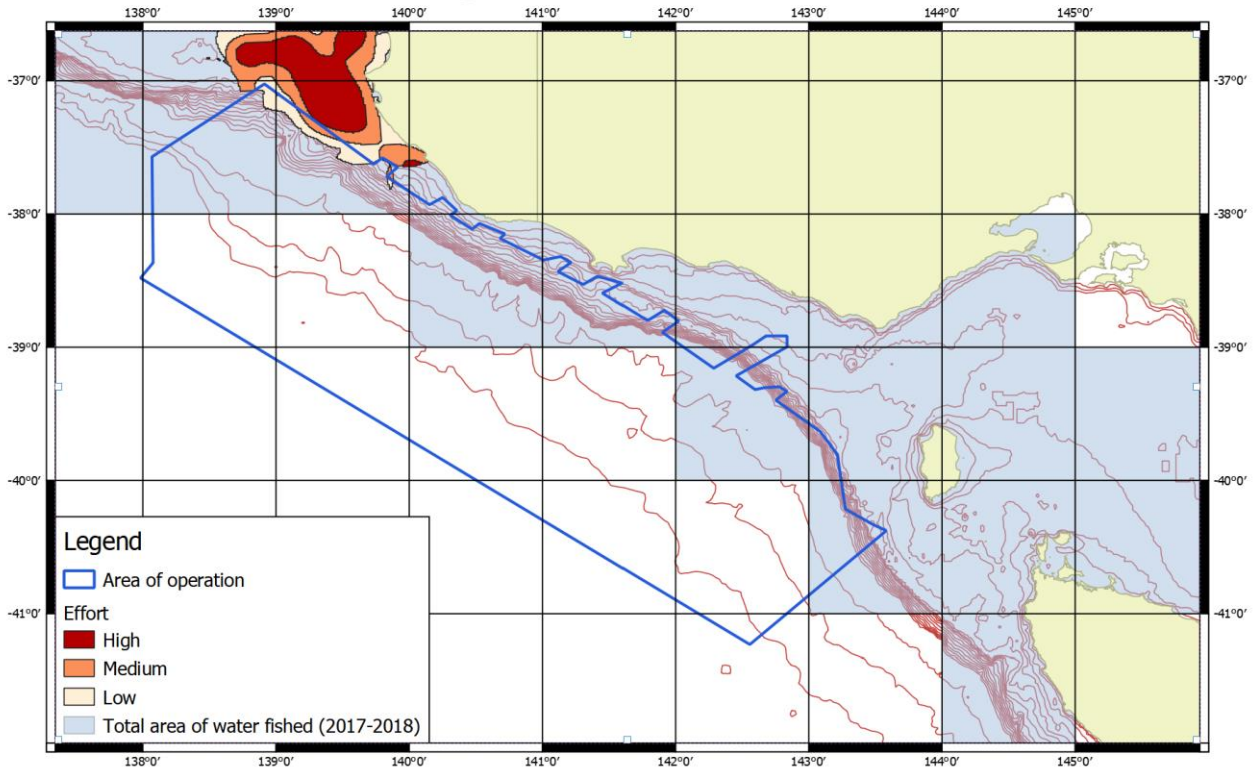 138°0' 139°0' 140°0' 141°0' 142°0' 143°0' 144°0' 145°0'
-37°0' -37°0'
-38°0' -38°0'
-39°0' -39°0'
-40°0' -40°0'
-41°0' -41°0'
Legend
Area of operation
Effort
High
Medium
Low
Total area of water fished (2017-2018)
138°0' 139°0' 140°0' 141°0' 142°0' 143°0' 144°0' 145°0'